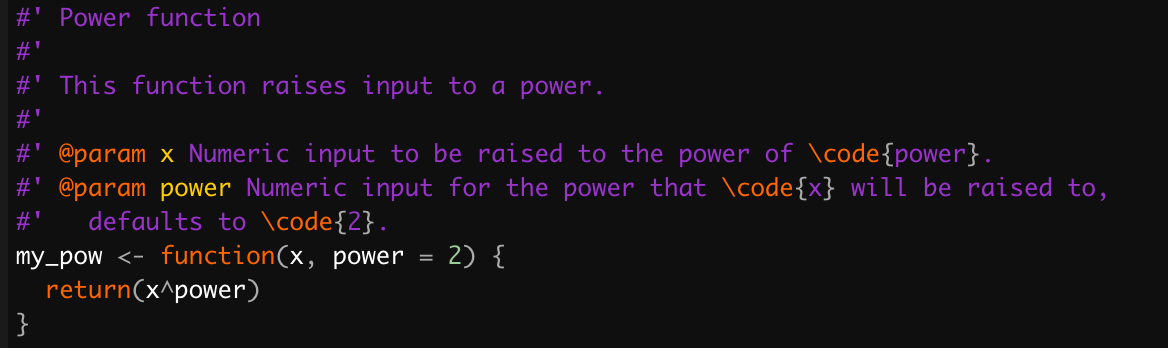 #' Power function
#'
#' This function raises input to a power.
#'
#' @param x Numeric input to be raised to the power of \code{power}.
#' @param power Numeric input for the power that \code{x} will be raised to,
#'   defaults to \code{2}.
my_pow <- function(x, power = 2) {
  return(x^power)
}